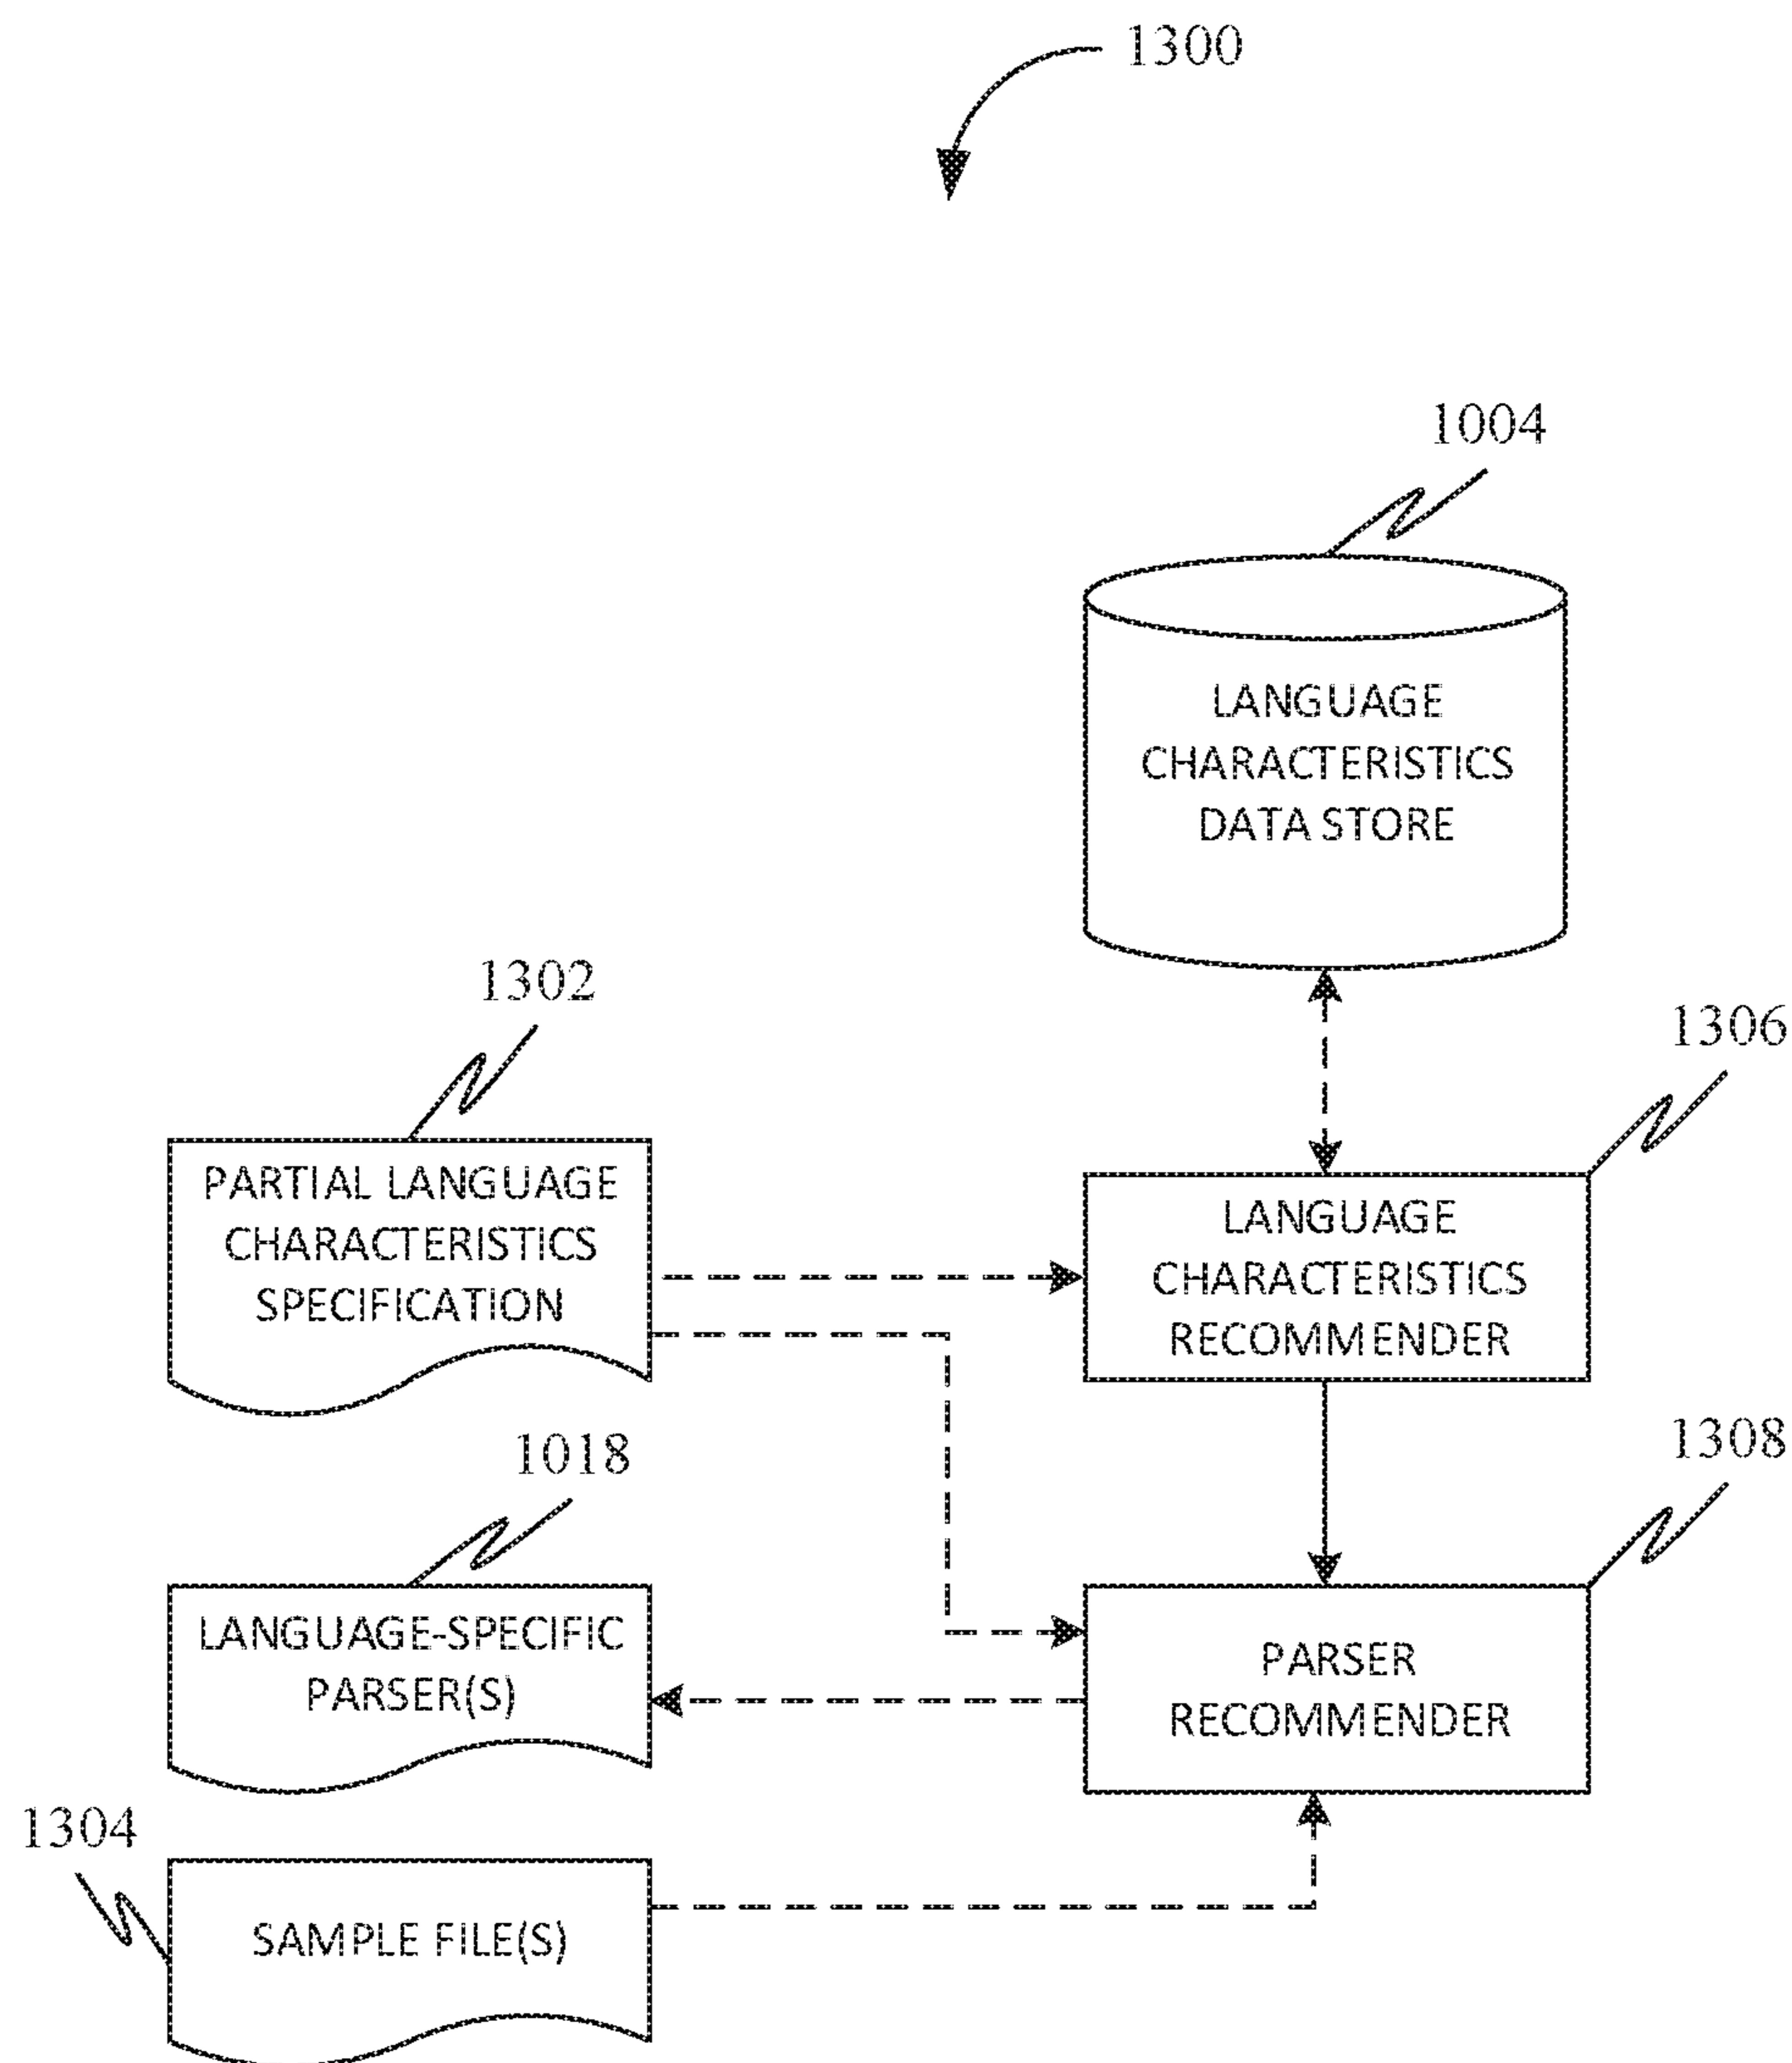 1300
1004
LANGUAGE
CHARACTERISTICS
DATA STORE
1302
1306
PARTIAL LANGUAGE
CHARACTERISTICS
SPECIFICATION
LANGUAGE
CHARACTERISTICS
RECOMMENDER
1018
1308
LANGUAGE-SPECIFIC
PARSER(S)
PARSER
RECOMMENDER
1304
SAMPLE FILE(S)